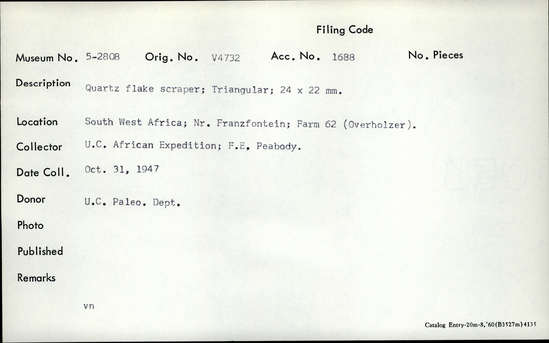 Filing Code
Museum No. 5-2808 Orig. No. V4732 Acc. No. 1688 No. Pieces
Description Quartz flake scraper; Triangular; 24 x 22 mm.
Location South West Africa; Nr. Franzfontein; Farm 62 (Overholzer).
Collector U.C. African Expedition; F.E. Peabody.
Date Coll. Oct. 31, 1947
Donor U.C. Paleo. Dept.
Photo
Published
Remarks
vn
Catalog Entry-20m-8,'60(B3527m)4135